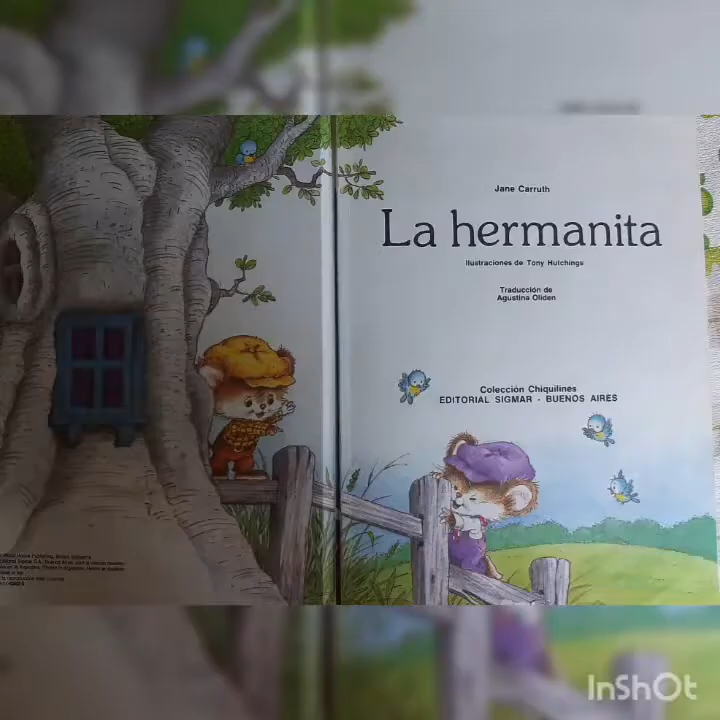 Jane Carruth
La hermanita
Ilustraciones de Tony Hutchings
Traducción de
Agustina Oliden
Colección Chiquilines
EDITORIAL SIGMAR - BUENOS AIRES
InShOt